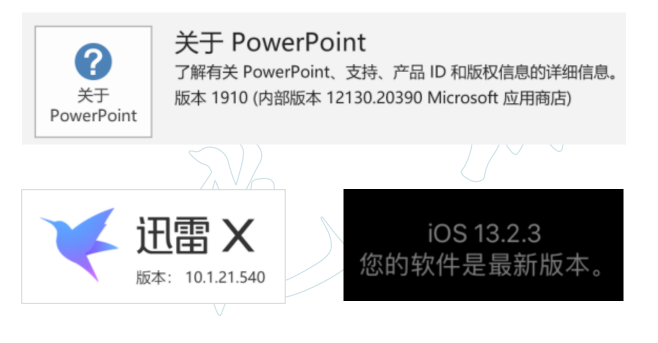 关于 PowerPoint
了解有关 PowerPoint、支持、产品 ID 和版权信息的详细信息。
版本 1910 (内部版本 12130.20390 Microsoft 应用商店)
?
关于
PowerPoint
迅雷 X
版本: 10.1.21.540
iOS 13.2.3
您的软件是最新版本。